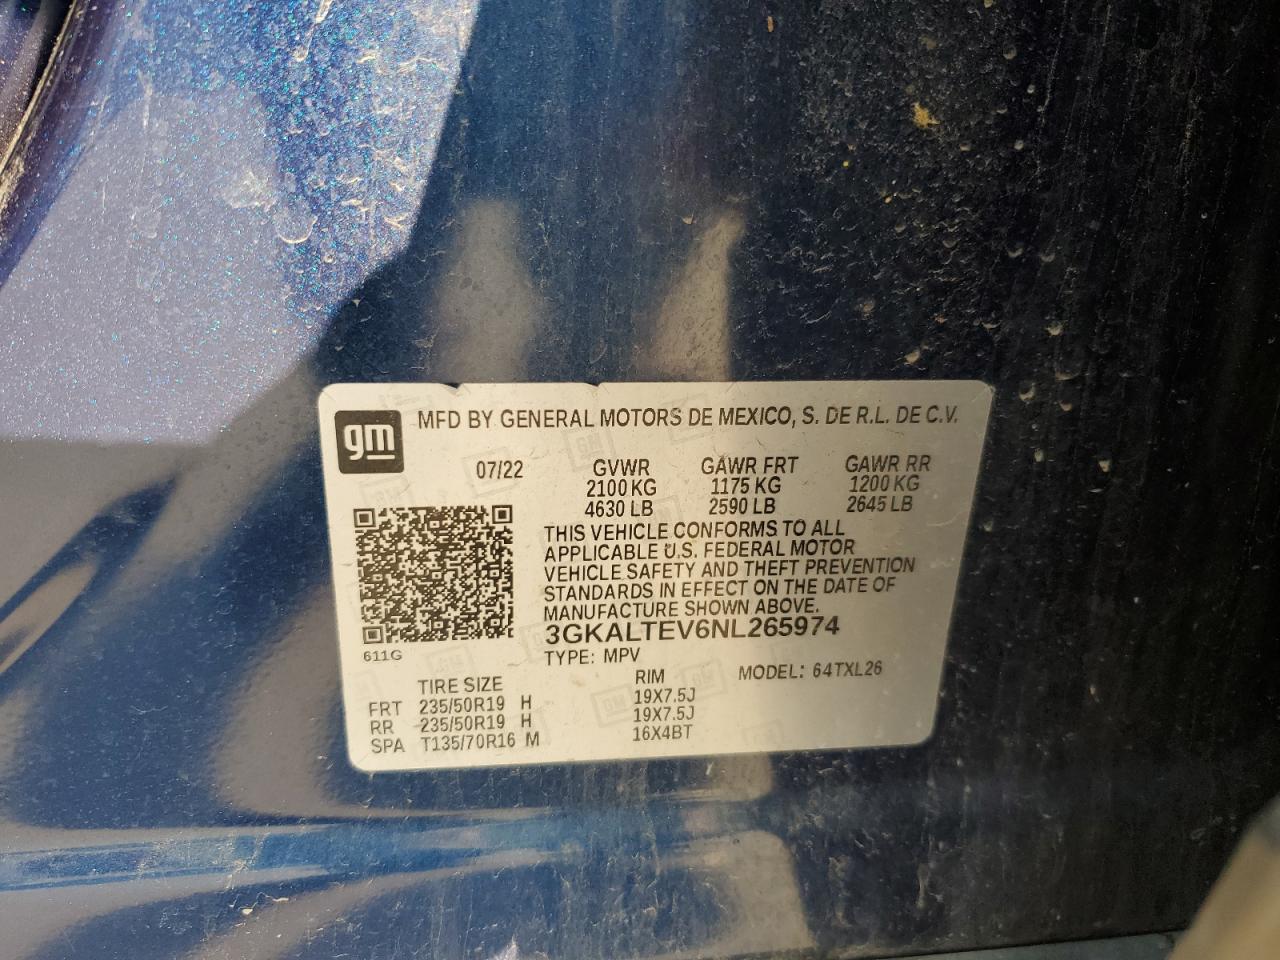 gm MFD BY GENERAL MOTORS DE MEXICO, S. DE R.L. DE C.V.
07/22 GVWR GAWR FRT GAWR RR
2100 KG 1175 KG 1200 KG
4630 LB 2590 LB 2645 LB
THIS VEHICLE CONFORMS TO ALL
APPLICABLE U.S. FEDERAL MOTOR
VEHICLE SAFETY AND THEFT PREVENTION
STANDARDS IN EFFECT ON THE DATE OF
MANUFACTURE SHOWN ABOVE.
3GKALTEV6NL265974
611G TYPE: MPV
TIRE SIZE RIM MODEL: 64TXL26
FRT 235/50R19 H 19X7.5J
RR 235/50R19 H 19X7.5J
SPA T135/70R16 M 16X4BT